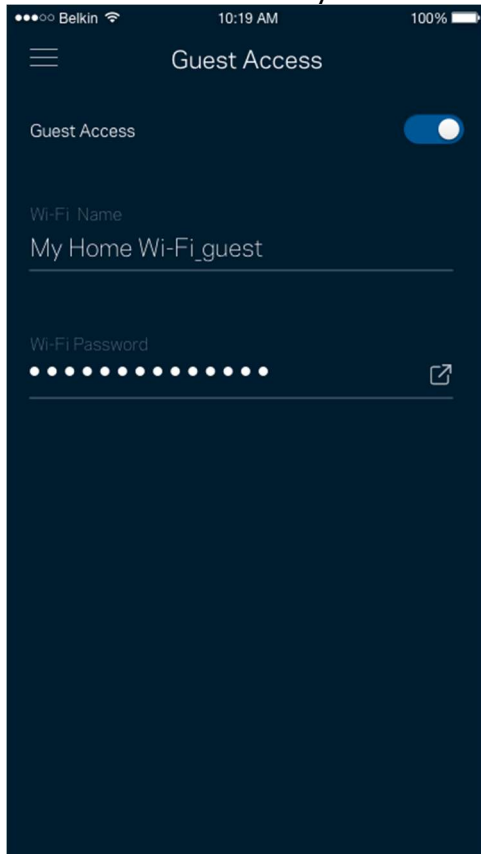 Belkin 10:19 AM 100%
Guest Access
Guest Access
Wi-Fi Name
My Home Wi-Fi_guest
Wi-Fi Password
●●●●●●●●●●●●●●